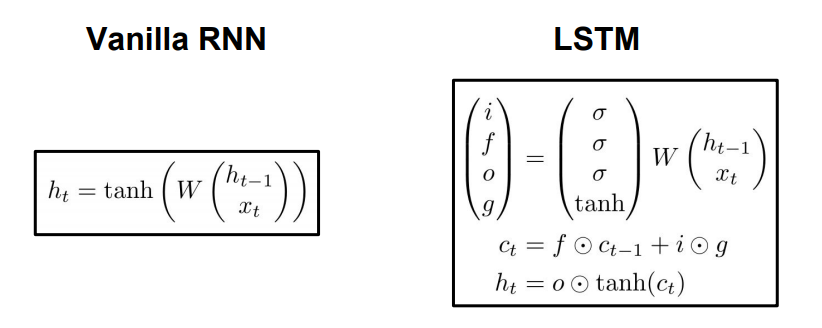 Vanilla RNN
h_t = tanh ( W ( h_{t-1} x_t ) )
LSTM
( i f o g ) = ( σ σ σ tanh ) W ( h_{t-1} x_t )
c_t = f ⊙ c_{t-1} + i ⊙ g
h_t = o ⊙ tanh(c_t)